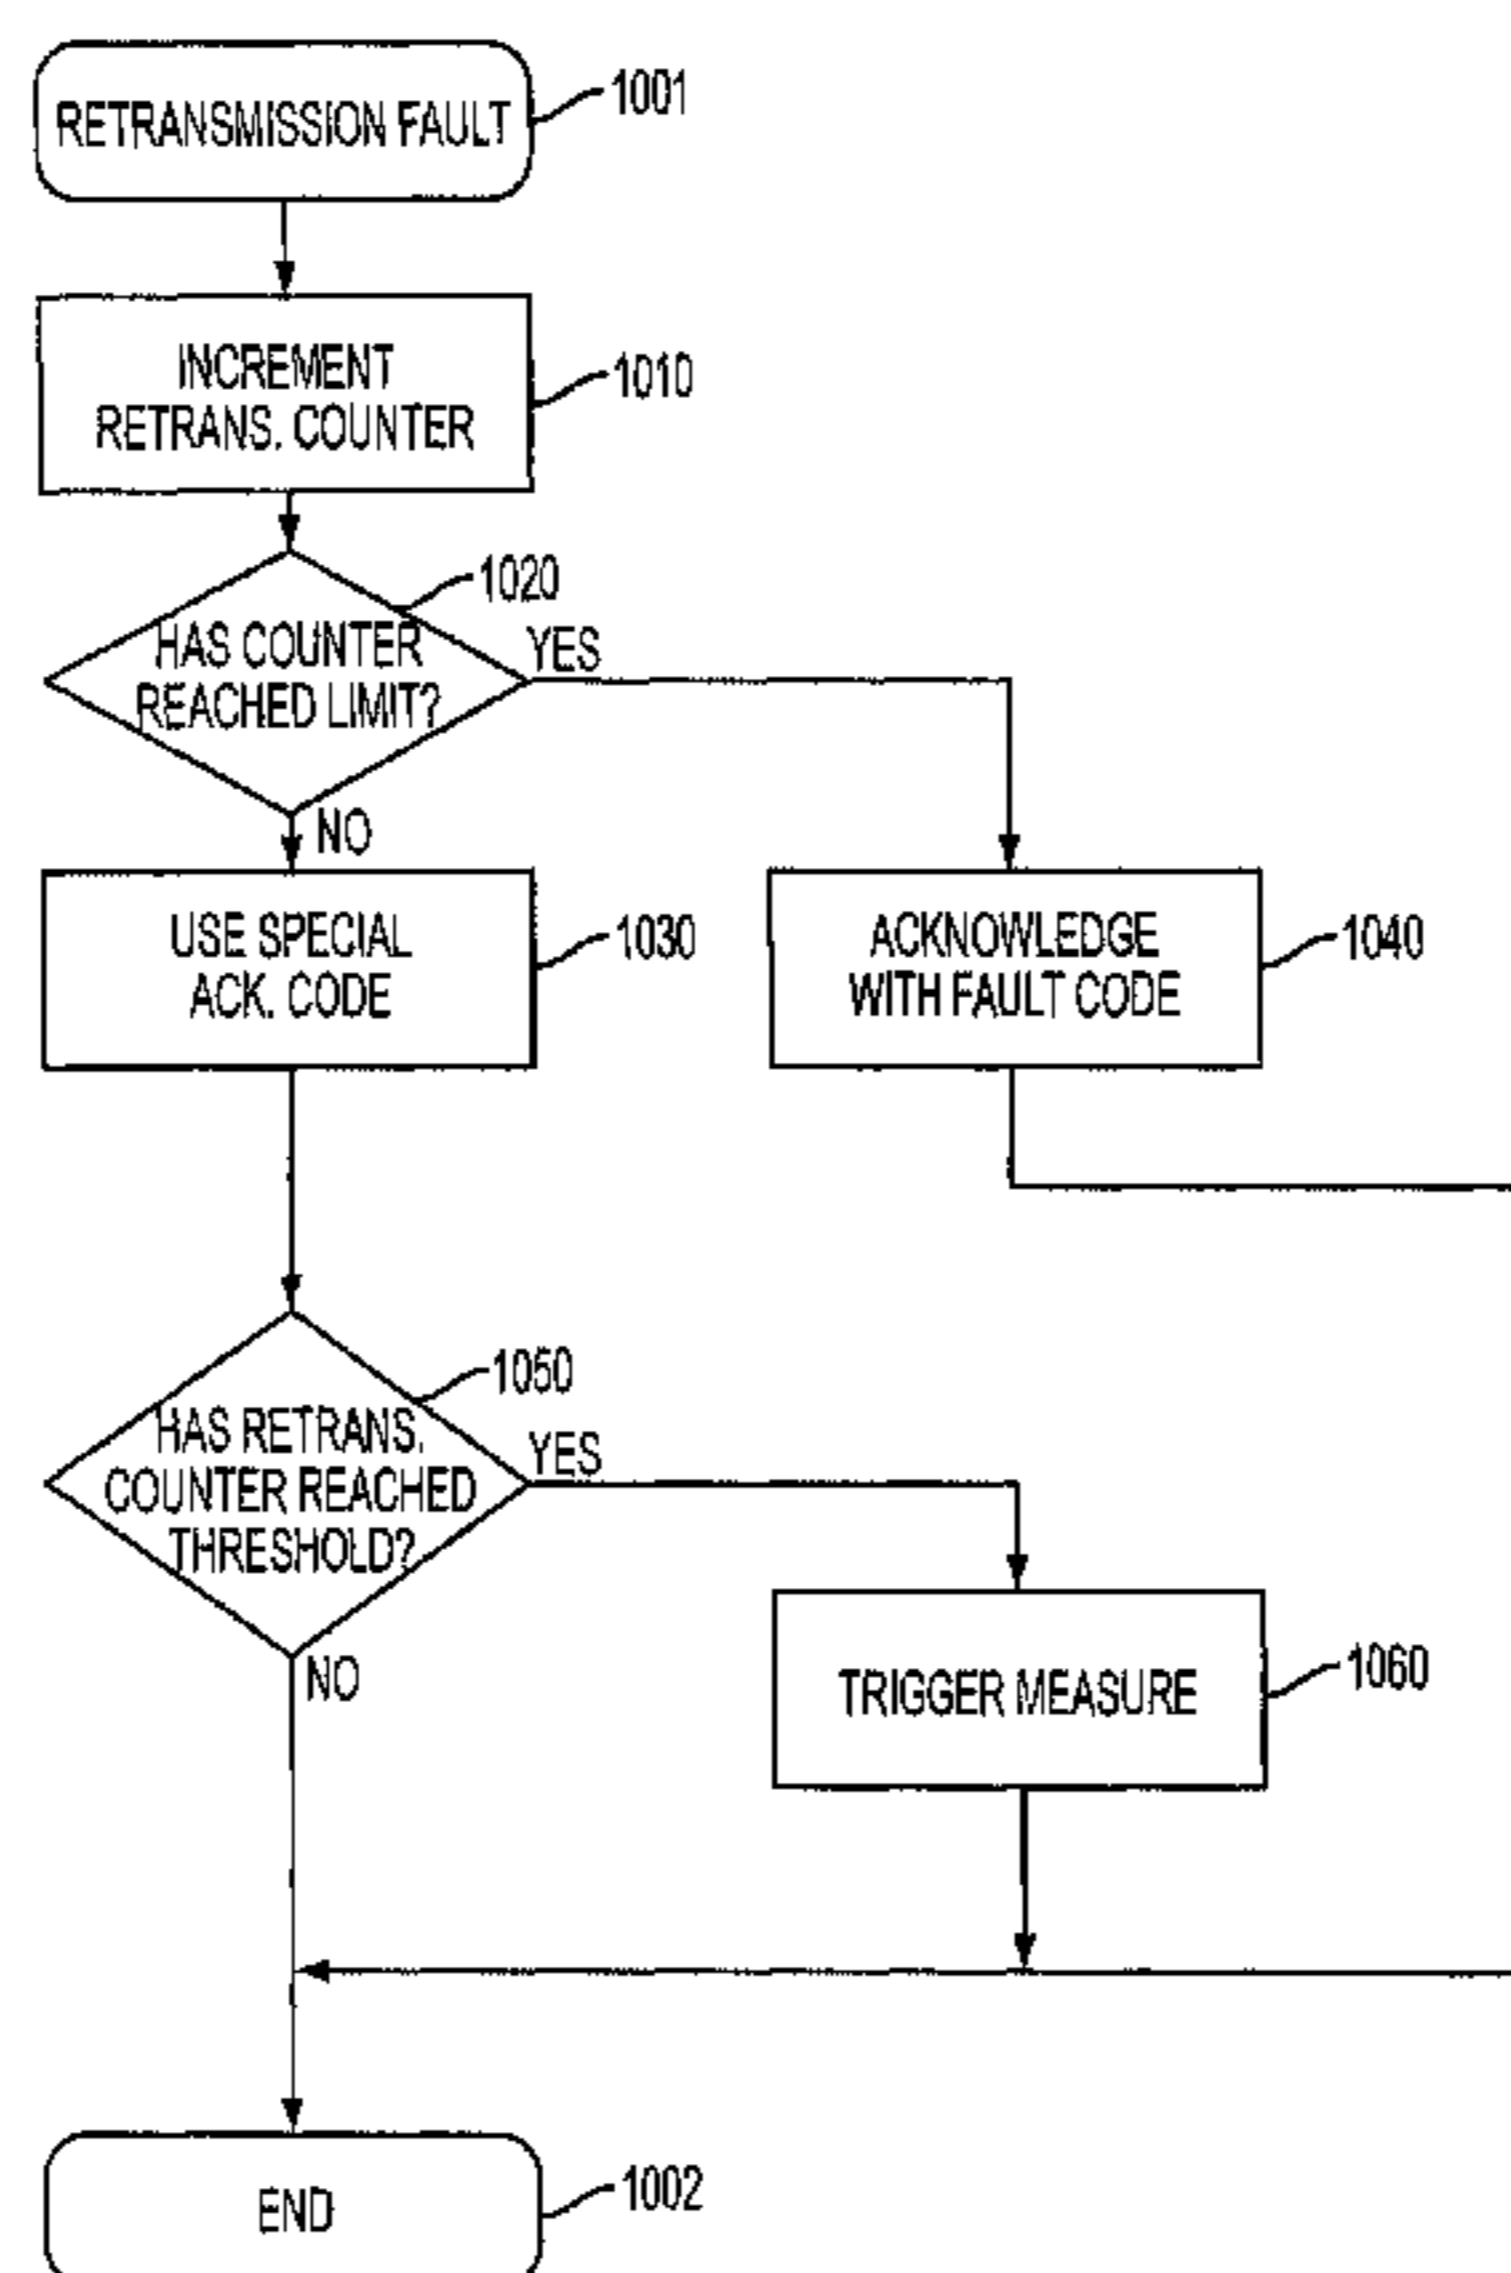 RETRANSMISSION FAULT
1001
INCREMENT
RETRANS. COUNTER
1010
1020
HAS COUNTER
REACHED LIMIT?
YES
NO
USE SPECIAL
ACK. CODE
1030
ACKNOWLEDGE
WITH FAULT CODE
1040
1050
HAS RETRANS.
COUNTER REACHED
THRESHOLD?
YES
NO
TRIGGER MEASURE
1060
END
1002